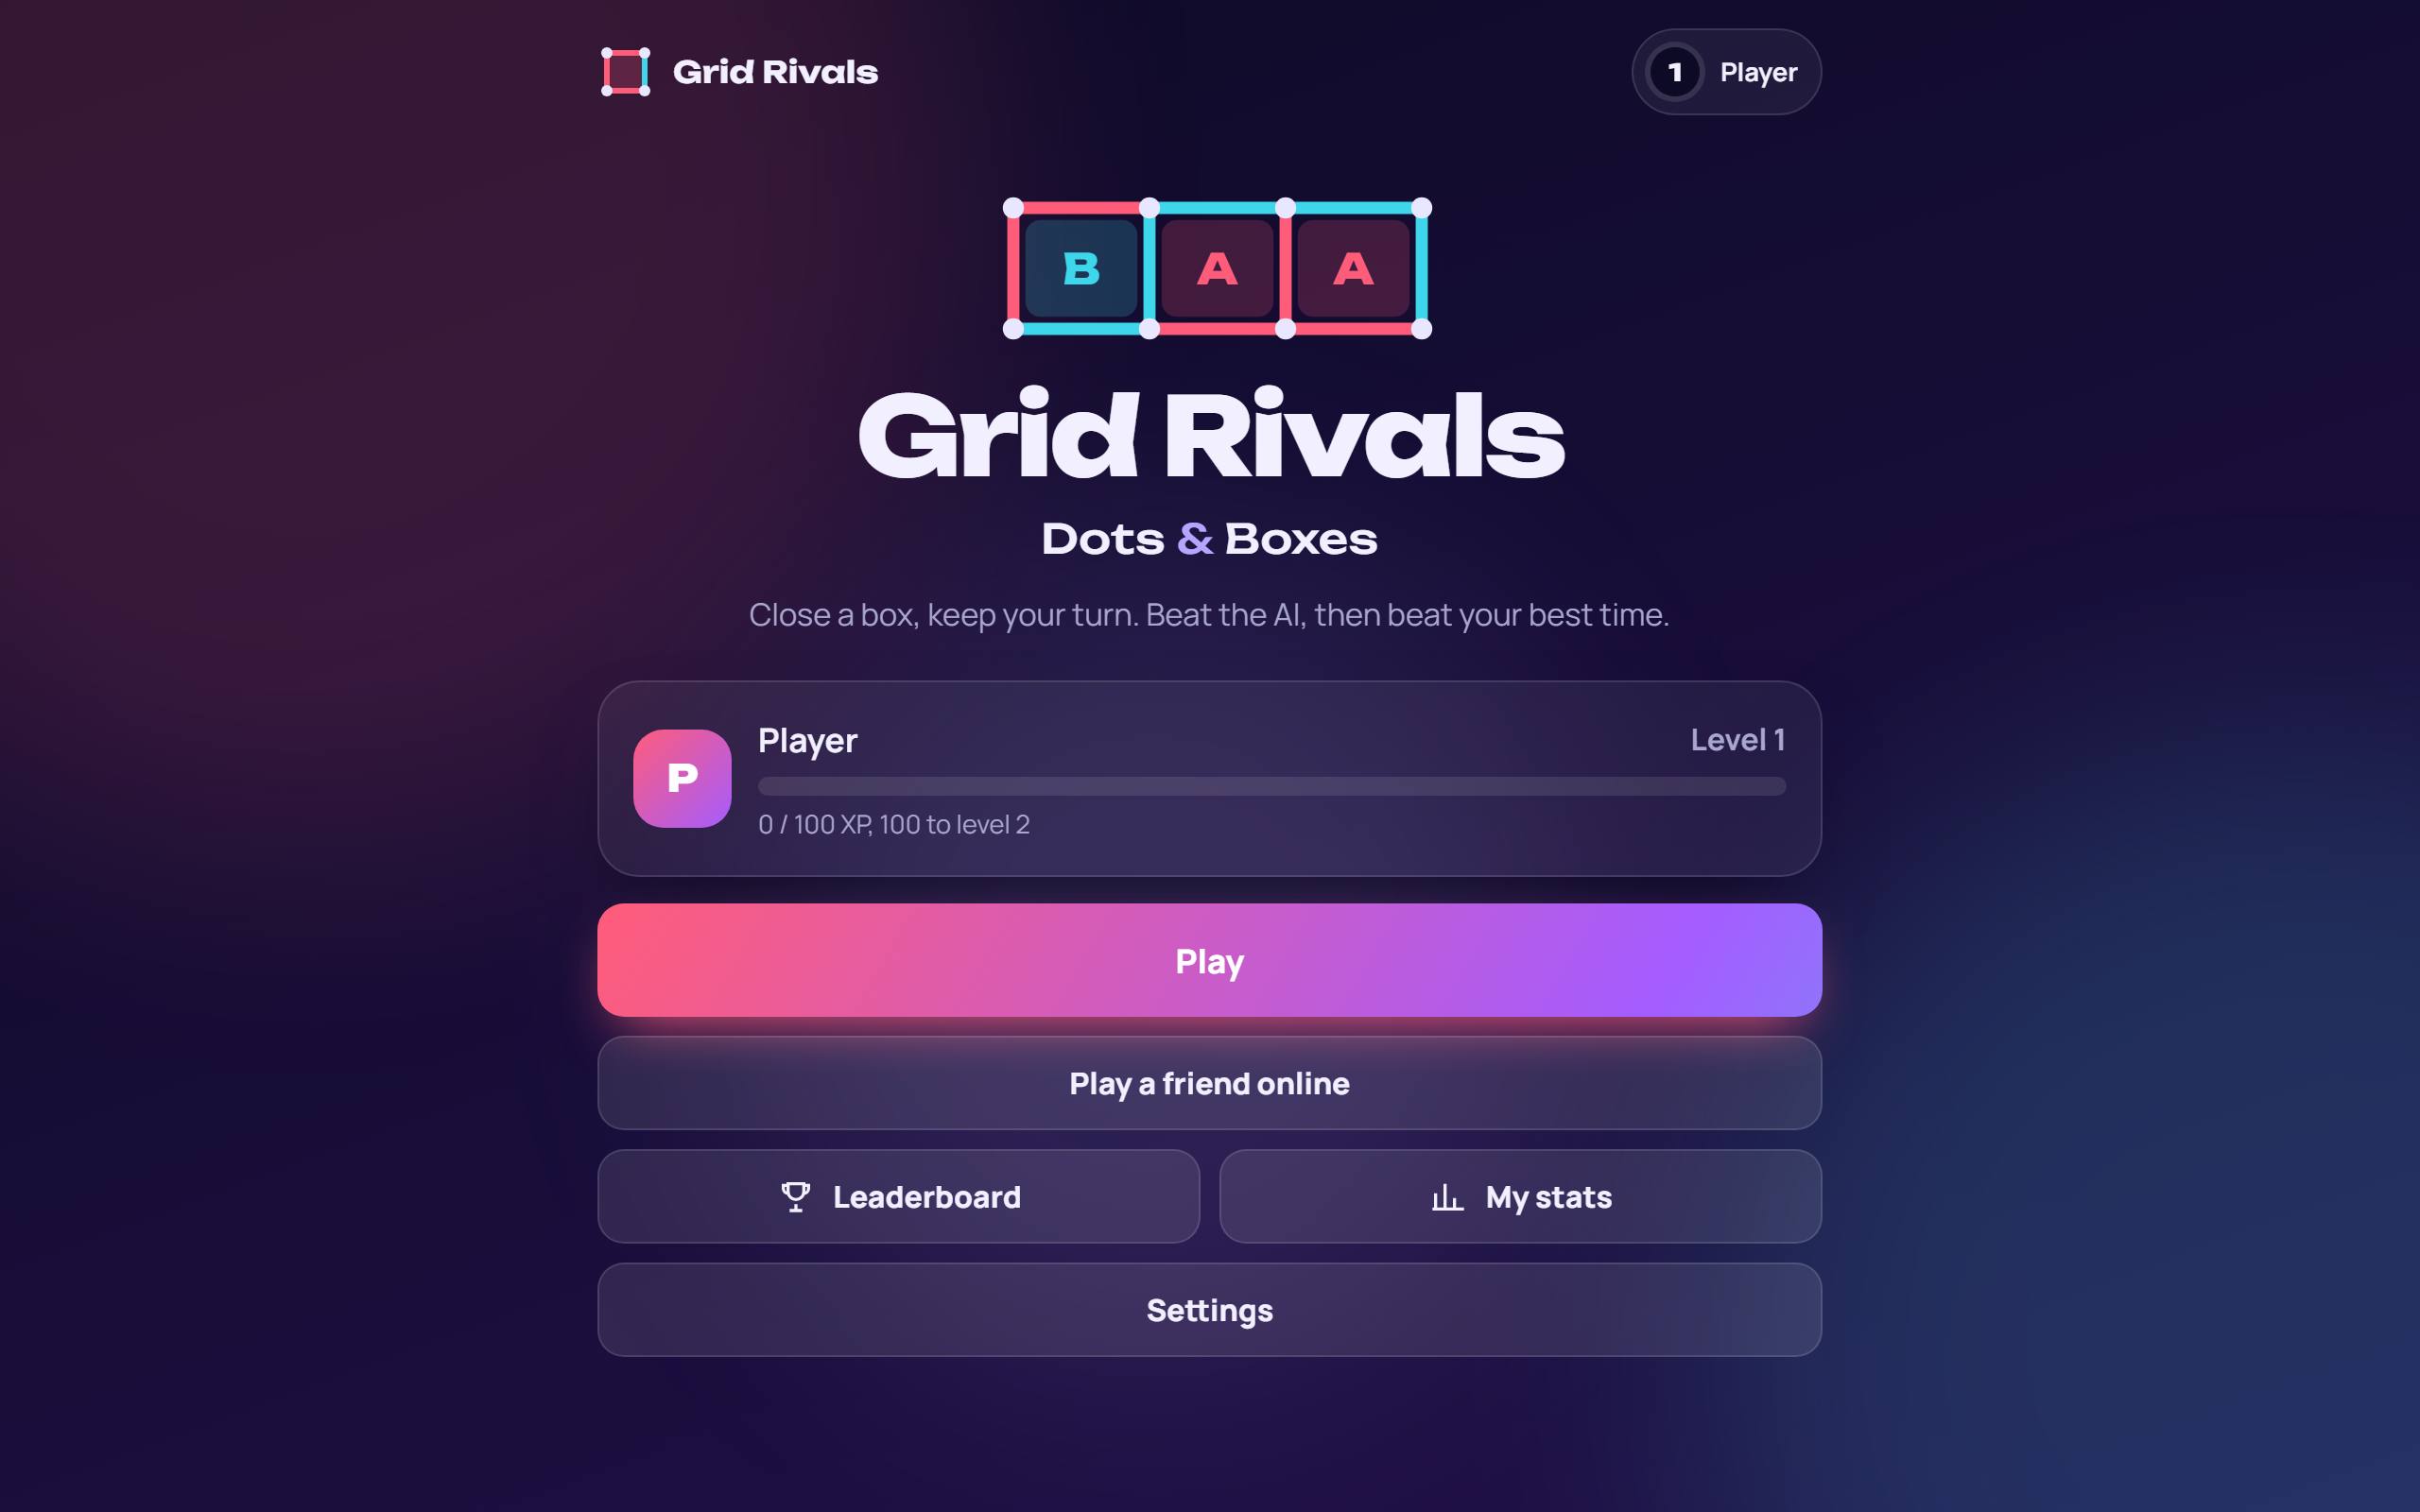 Grid Rivals
1 Player
B A A
Grid Rivals
Dots & Boxes
Close a box, keep your turn. Beat the AI, then beat your best time.
P
Player
Level 1
0 / 100 XP, 100 to level 2
Play
Play a friend online
Leaderboard
My stats
Settings